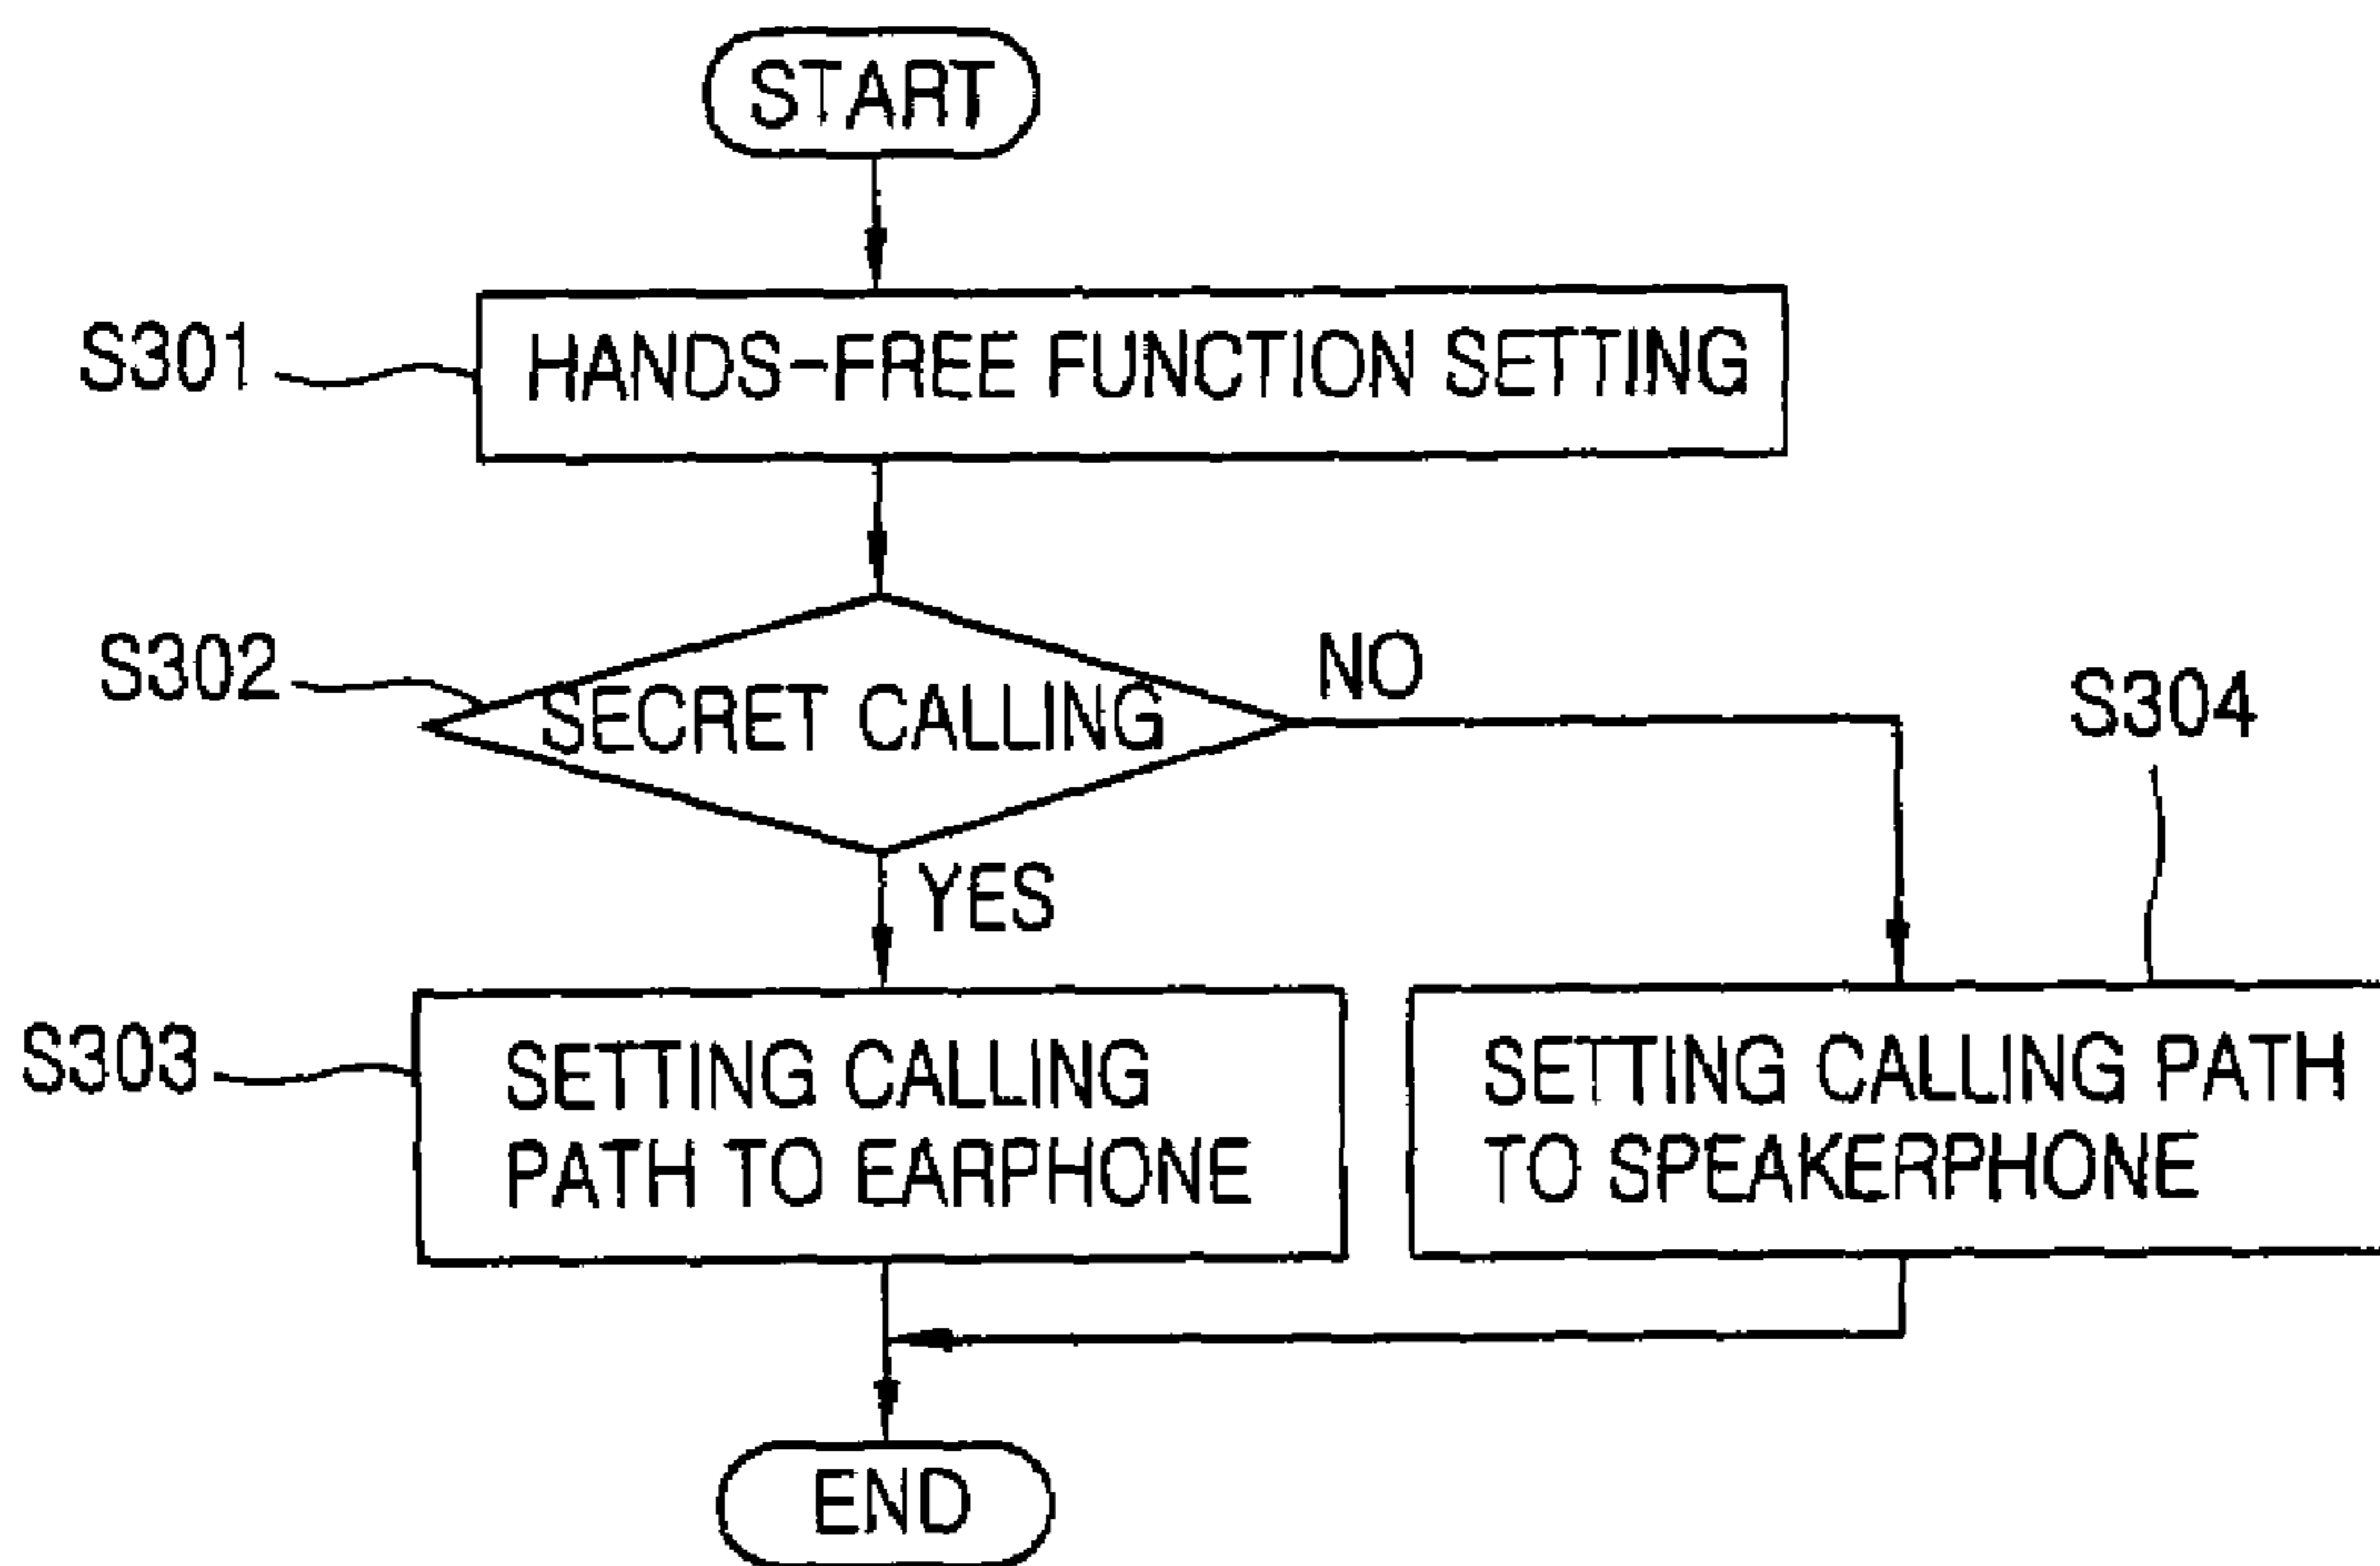 START
S301
HANDS-FREE FUNCTION SETTING
S302
SECRET CALLING
NO
S304
YES
S303
SETTING CALLING
PATH TO EARPHONE
SETTING CALLING PATH
TO SPEAKERPHONE
END